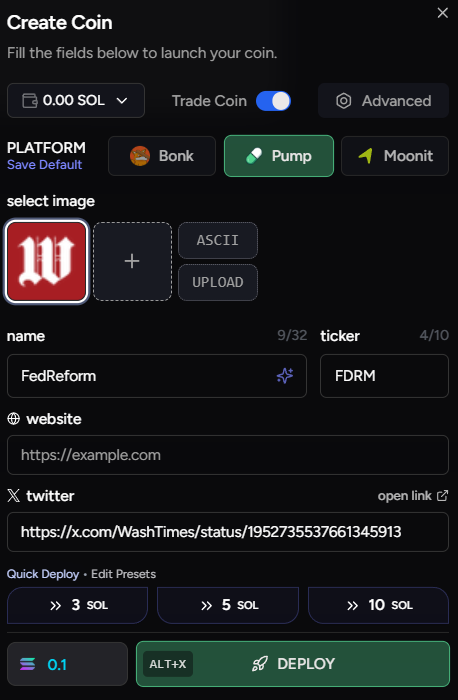 Create Coin
Fill the fields below to launch your coin.
0.00 SOL
Trade Coin
Advanced
PLATFORM
Save Default
Bonk
Pump
Moonit
select image
W
+
ASCII
UPLOAD
name 9/32
ticker 4/10
FedReform
FDRM
website
https://example.com
twitter
open link
https://x.com/WashTimes/status/1952735537661345913
Quick Deploy • Edit Presets
3 SOL
5 SOL
10 SOL
0.1
ALT+X
DEPLOY